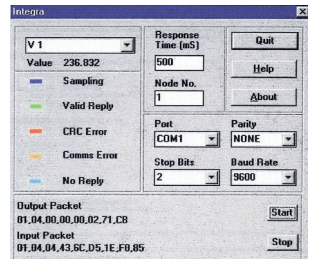 Integra
V 1
Value 236.832
Sampling
Valid Reply
CRC Error
Comms Error
No Reply
Response
Time (mS)
500
Node No.
1
Quit
Help
About
Port
COM1
Parity
NONE
Stop Bits
2
Baud Rate
9600
Output Packet
01,04,00,00,00,02,71,CB
Start
Input Packet
01,04,04,43,6C,D5,1E,F0,85
Stop